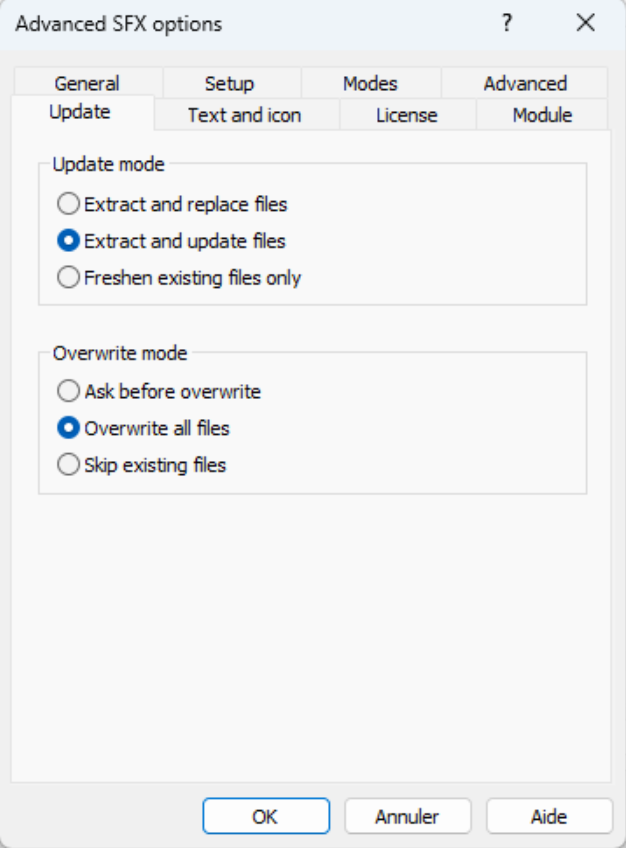 Advanced SFX options ?
General Setup Modes Advanced
Update Text and icon License Module
Update mode
Extract and replace files
Extract and update files
Freshen existing files only
Overwrite mode
Ask before overwrite
Overwrite all files
Skip existing files
OK Annuler Aide